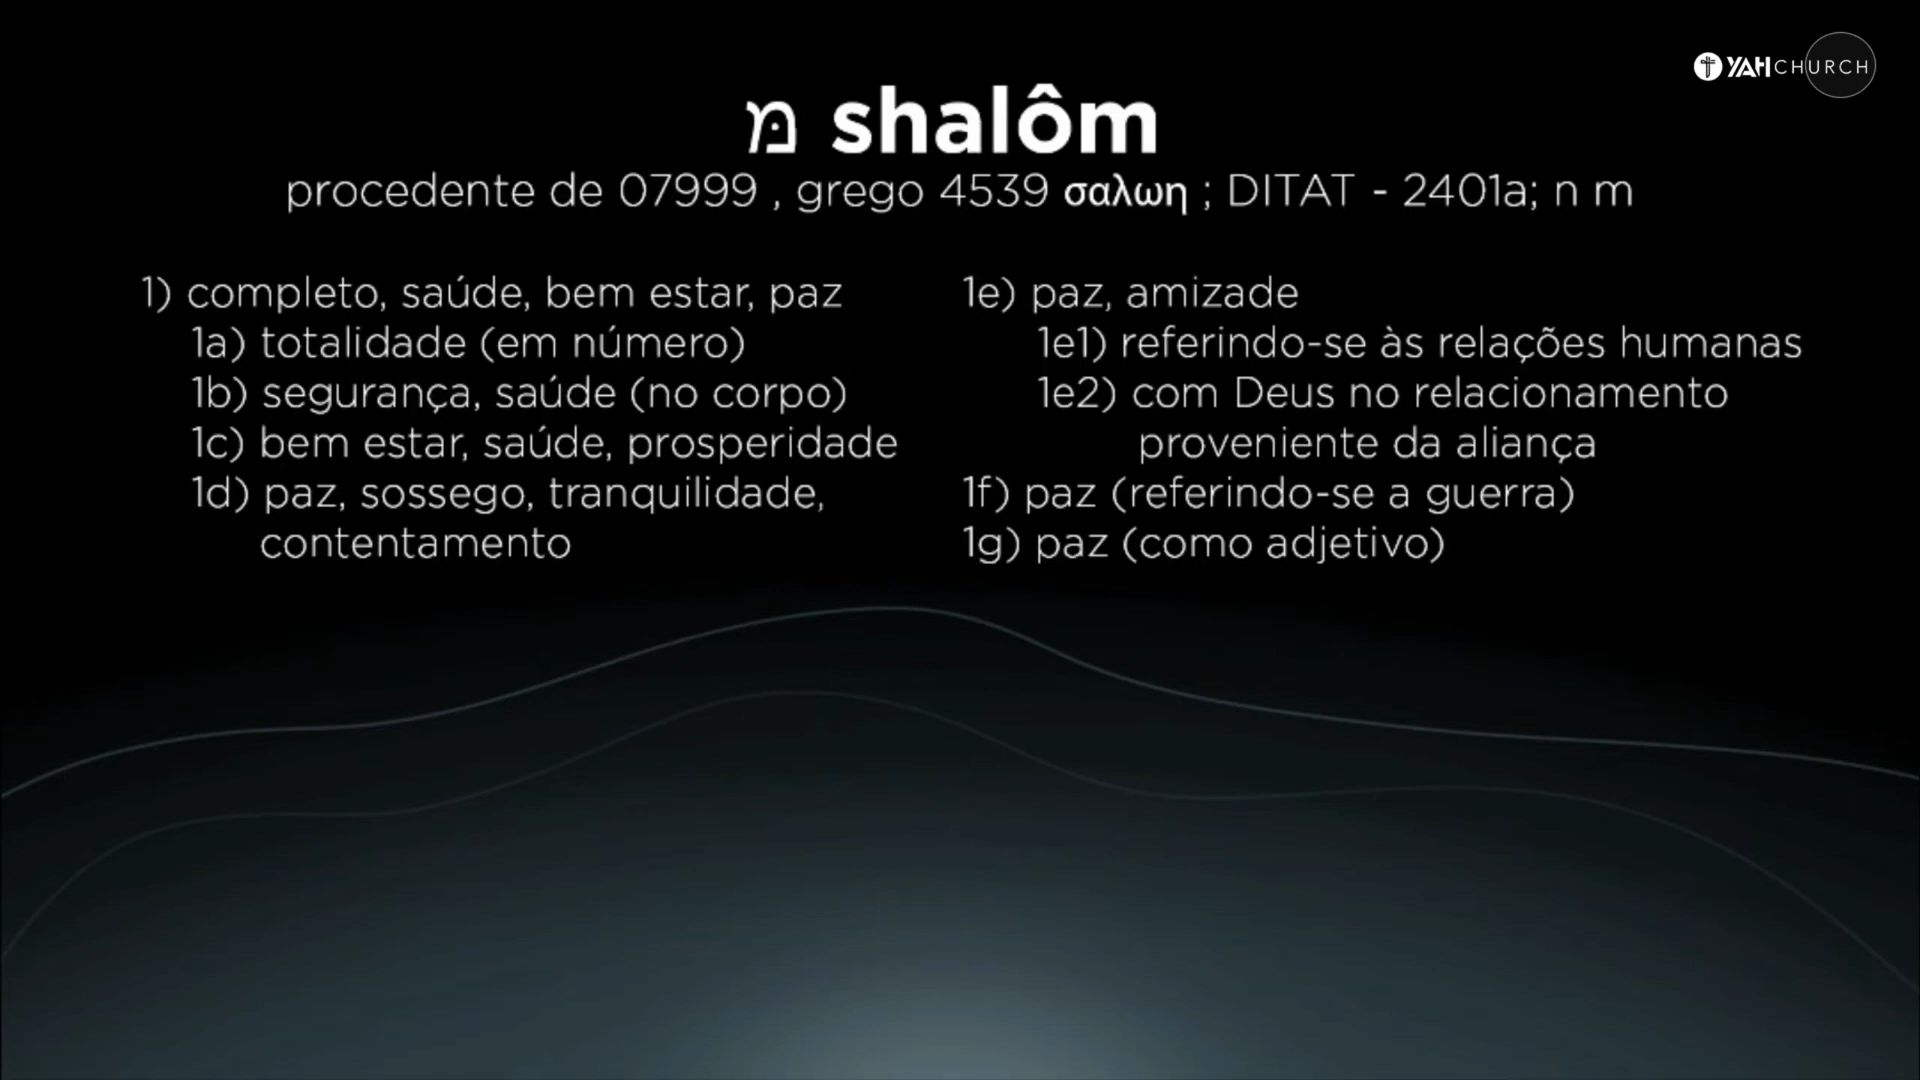 YAH CHURCH
מּ shalôm
procedente de 07999 , grego 4539 σαλωη ; DITAT - 2401a; n m
1) completo, saúde, bem estar, paz
1a) totalidade (em número)
1b) segurança, saúde (no corpo)
1c) bem estar, saúde, prosperidade
1d) paz, sossego, tranquilidade,
contentamento
1e) paz, amizade
1e1) referindo-se às relações humanas
1e2) com Deus no relacionamento
proveniente da aliança
1f) paz (referindo-se a guerra)
1g) paz (como adjetivo)